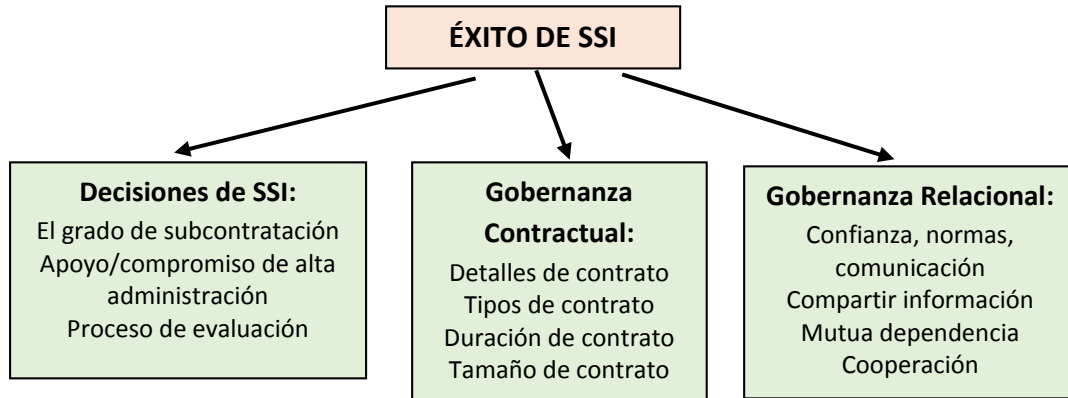 ÉXITO DE SSI
Decisiones de SSI:
El grado de subcontratación
Apoyo/compromiso de alta
administración
Proceso de evaluación
Gobernanza
Contractual:
Detalles de contrato
Tipos de contrato
Duración de contrato
Tamaño de contrato
Gobernanza Relacional:
Confianza, normas,
comunicación
Compartir información
Mutua dependencia
Cooperación